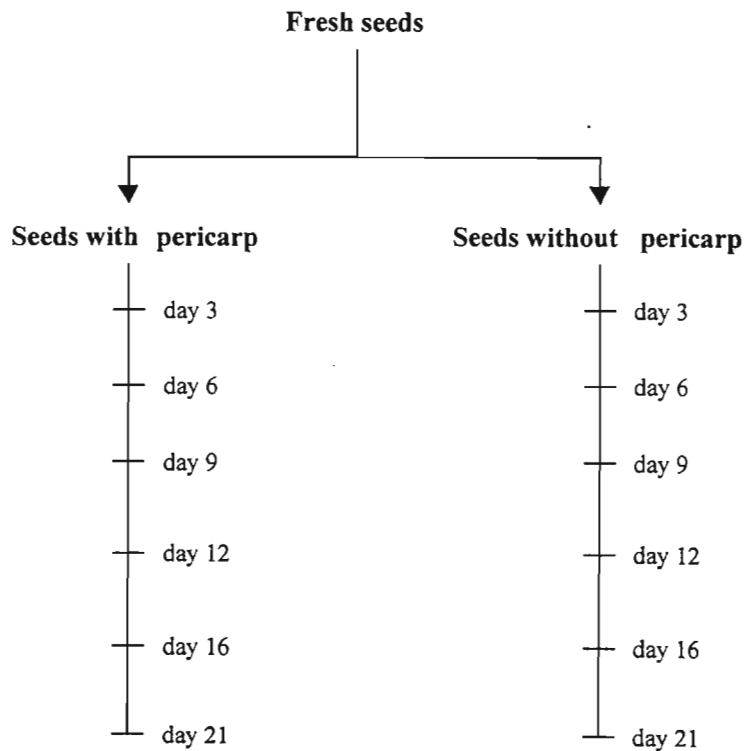 Fresh seeds
Seeds with pericarp
day 3
day 6
day 9
day 12
day 16
day 21
Seeds without pericarp
day 3
day 6
day 9
day 12
day 16
day 21